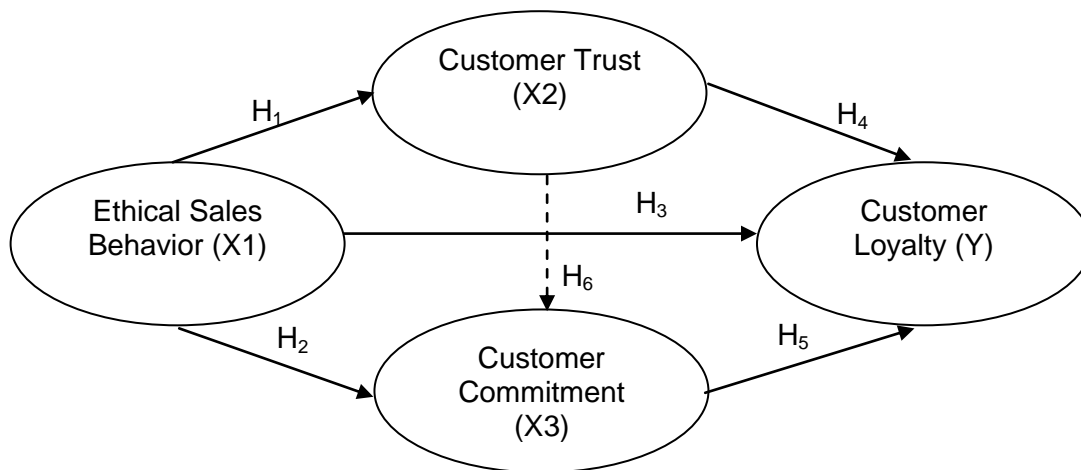 Customer Trust
(X2)
H1
H4
Ethical Sales
Behavior (X1)
H3
Customer
Loyalty (Y)
H6
H2
H5
Customer
Commitment
(X3)